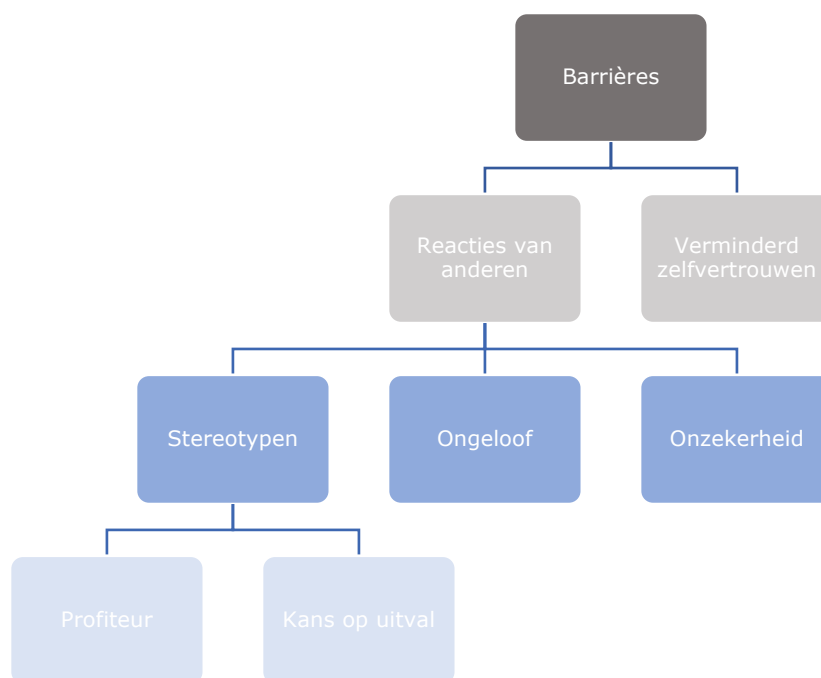 Barrières
Reacties van
anderen
Verminderd
zelfvertrouwen
Stereotypen
Ongeloof
Onzekerheid
Profiteur
Kans op uitval